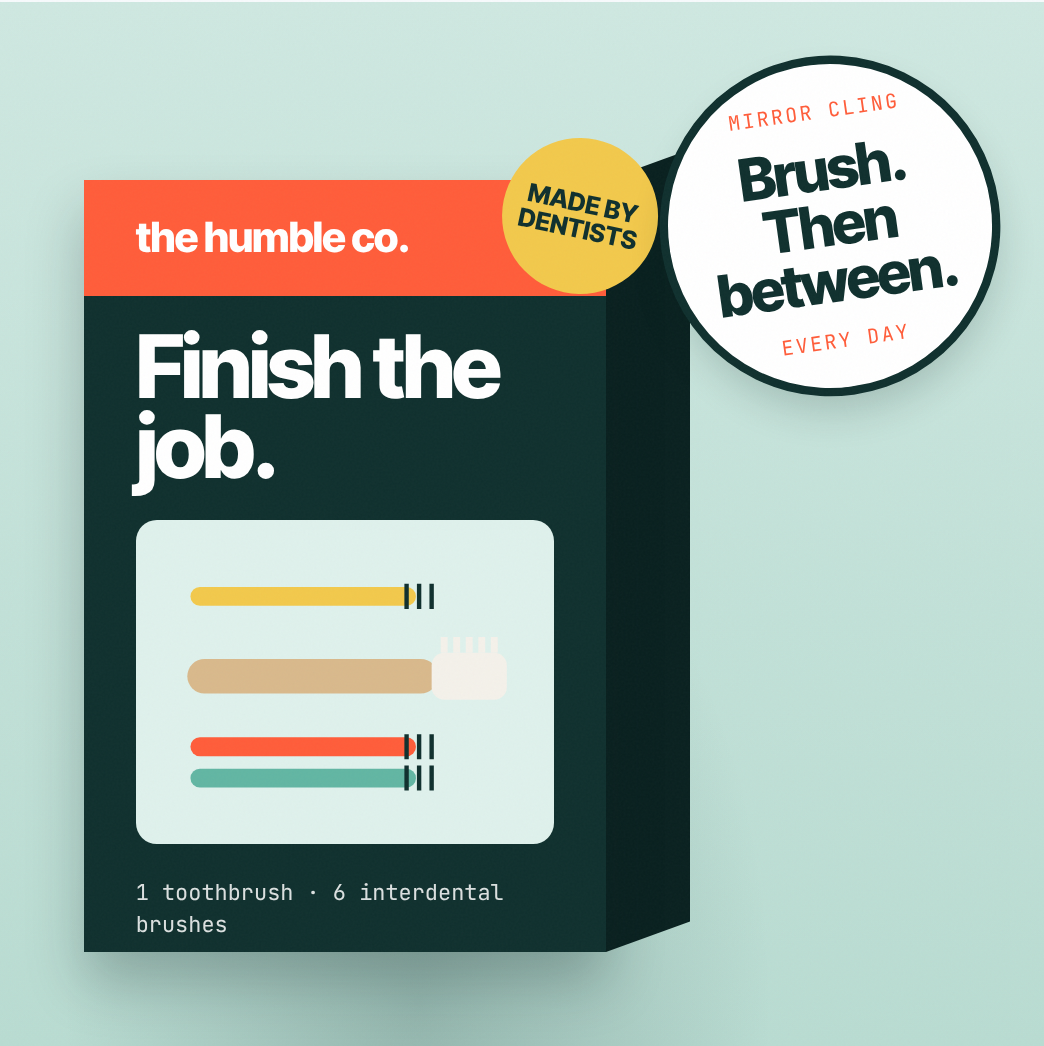 the humble co.
MADE BY
DENTISTS
MIRROR CLING
Brush.
Then
between.
EVERY DAY
Finish the
job.
1 toothbrush · 6 interdental
brushes